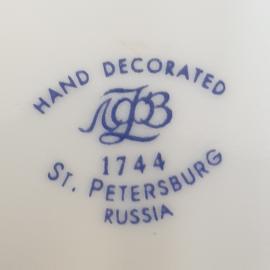 HAND DECORATED
ЛФЗ
1744
ST. PETERSBURG
RUSSIA